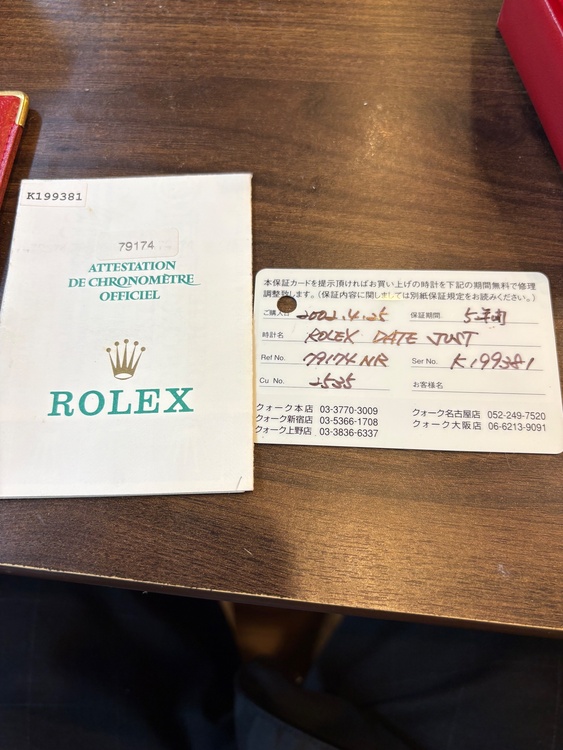 K199381
79174
ATTESTATION
DE CHRONOMÈTRE
OFFICIEL
ROLEX
本保証カードを提示頂ければお買い上げの時計を下記の期間無料で修理
調整致します。(保証内容に関しましては別紙保証規定をお読みください。)
ご購入日 2002.4.25 保証期間 5年間
時計名 ROLEX DATE JUST
Ref No. 79174NR Ser No. K199381
Cu No. 2535 お客様名
クォーク本店 03-3770-3009
クォーク新宿店 03-5366-1708
クォーク上野店 03-3836-6337
クォーク名古屋店 052-249-7520
クォーク大阪店 06-6213-9091